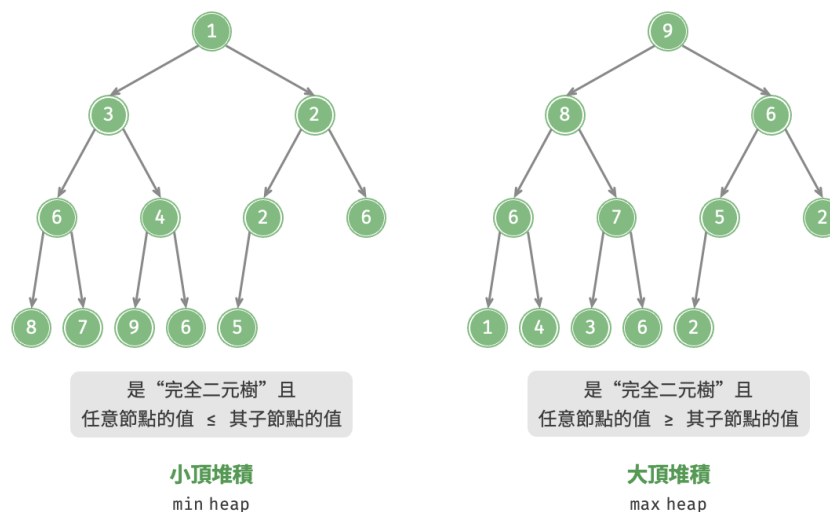 1
3 2
6 4 2 6
8 7 9 6 5
是“完全二元樹”且
任意節點的值 ≤ 其子節點的值
小頂堆積
min heap
9
8 6
6 7 5 2
1 4 3 6 2
是“完全二元樹”且
任意節點的值 ≥ 其子節點的值
大頂堆積
max heap